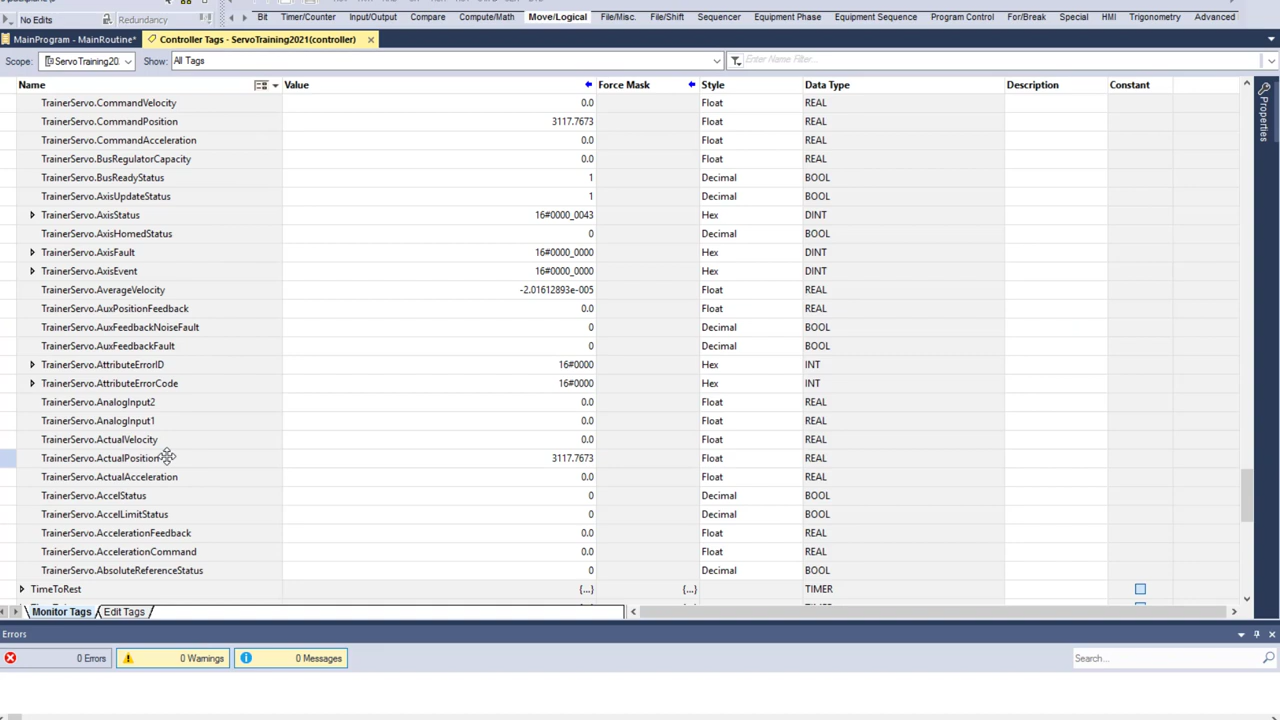 No Edits Redundancy Bit Timer/Counter Input/Output Compare Compute/Math Move/Logical File/Misc. File/Shift Sequencer Equipment Phase Equipment Sequence Program Control For/Break Special HMI Trigonometry Advanced
MainProgram - MainRoutine* Controller Tags - ServoTraining2021(controller)
Scope: ServoTraining20. Show: All Tags Enter Name Filter...
Name Value Force Mask Style Data Type Description Constant Properties
TrainerServo.CommandVelocity 0.0 Float REAL
TrainerServo.CommandPosition 3117.7673 Float REAL
TrainerServo.CommandAcceleration 0.0 Float REAL
TrainerServo.BusRegulatorCapacity 0.0 Float REAL
TrainerServo.BusReadyStatus 1 Decimal BOOL
TrainerServo.AxisUpdateStatus 1 Decimal BOOL
TrainerServo.AxisStatus 16#0000_0043 Hex DINT
TrainerServo.AxisHomedStatus 0 Decimal BOOL
TrainerServo.AxisFault 16#0000_0000 Hex DINT
TrainerServo.AxisEvent 16#0000_0000 Hex DINT
TrainerServo.AverageVelocity -2.01612893e-005 Float REAL
TrainerServo.AuxPositionFeedback 0.0 Float REAL
TrainerServo.AuxFeedbackNoiseFault 0 Decimal BOOL
TrainerServo.AuxFeedbackFault 0 Decimal BOOL
TrainerServo.AttributeErrorID 16#0000 Hex INT
TrainerServo.AttributeErrorCode 16#0000 Hex INT
TrainerServo.AnalogInput2 0.0 Float REAL
TrainerServo.AnalogInput1 0.0 Float REAL
TrainerServo.ActualVelocity 0.0 Float REAL
TrainerServo.ActualPosition 3117.7673 Float REAL
TrainerServo.ActualAcceleration 0.0 Float REAL
TrainerServo.AccelStatus 0 Decimal BOOL
TrainerServo.AccelLimitStatus 0 Decimal BOOL
TrainerServo.AccelerationFeedback 0.0 Float REAL
TrainerServo.AccelerationCommand 0.0 Float REAL
TrainerServo.AbsoluteReferenceStatus 0 Decimal BOOL
TimeToRest {...} {...} TIMER
Monitor Tags Edit Tags
Errors
0 Errors 0 Warnings 0 Messages Search...